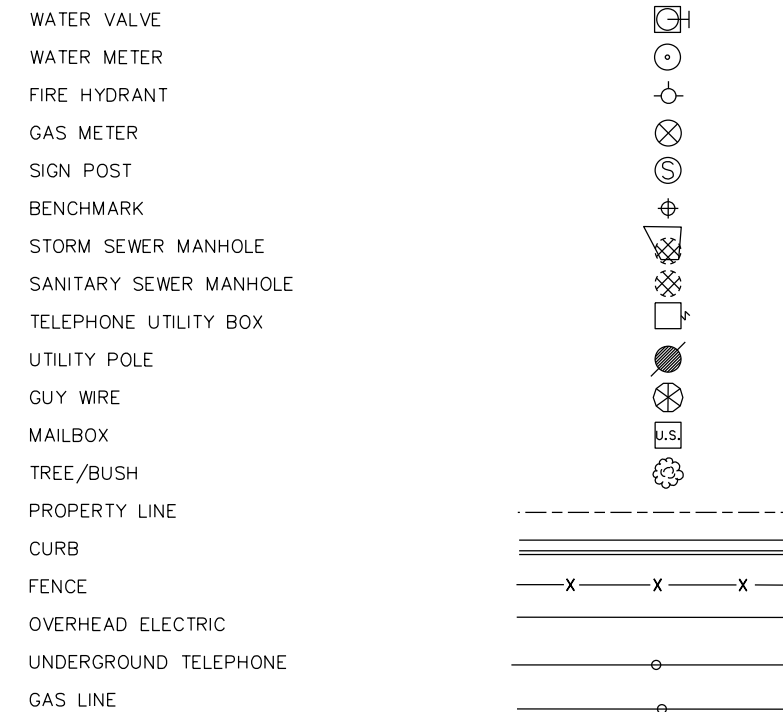 WATER VALVE
WATER METER
FIRE HYDRANT
GAS METER
SIGN POST S
BENCHMARK
STORM SEWER MANHOLE
SANITARY SEWER MANHOLE
TELEPHONE UTILITY BOX
UTILITY POLE
GUY WIRE
MAILBOX U.S.
TREE/BUSH
PROPERTY LINE
CURB
FENCE X X X
OVERHEAD ELECTRIC
UNDERGROUND TELEPHONE
GAS LINE